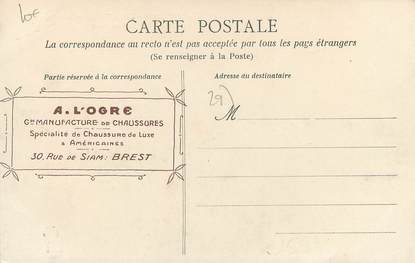 10F
CARTE POSTALE
La correspondance au recto n'est pas acceptée par tous les pays étrangers
(Se renseigner à la Poste)
Partie réservée à la correspondance
Adresse du destinataire
A. L'OGRE
Gde MANUFACTURE DE CHAUSSURES
Spécialité de Chaussure de Luxe
& AMÉRICAINES
30, RUE DE SIAM: BREST
29)
M